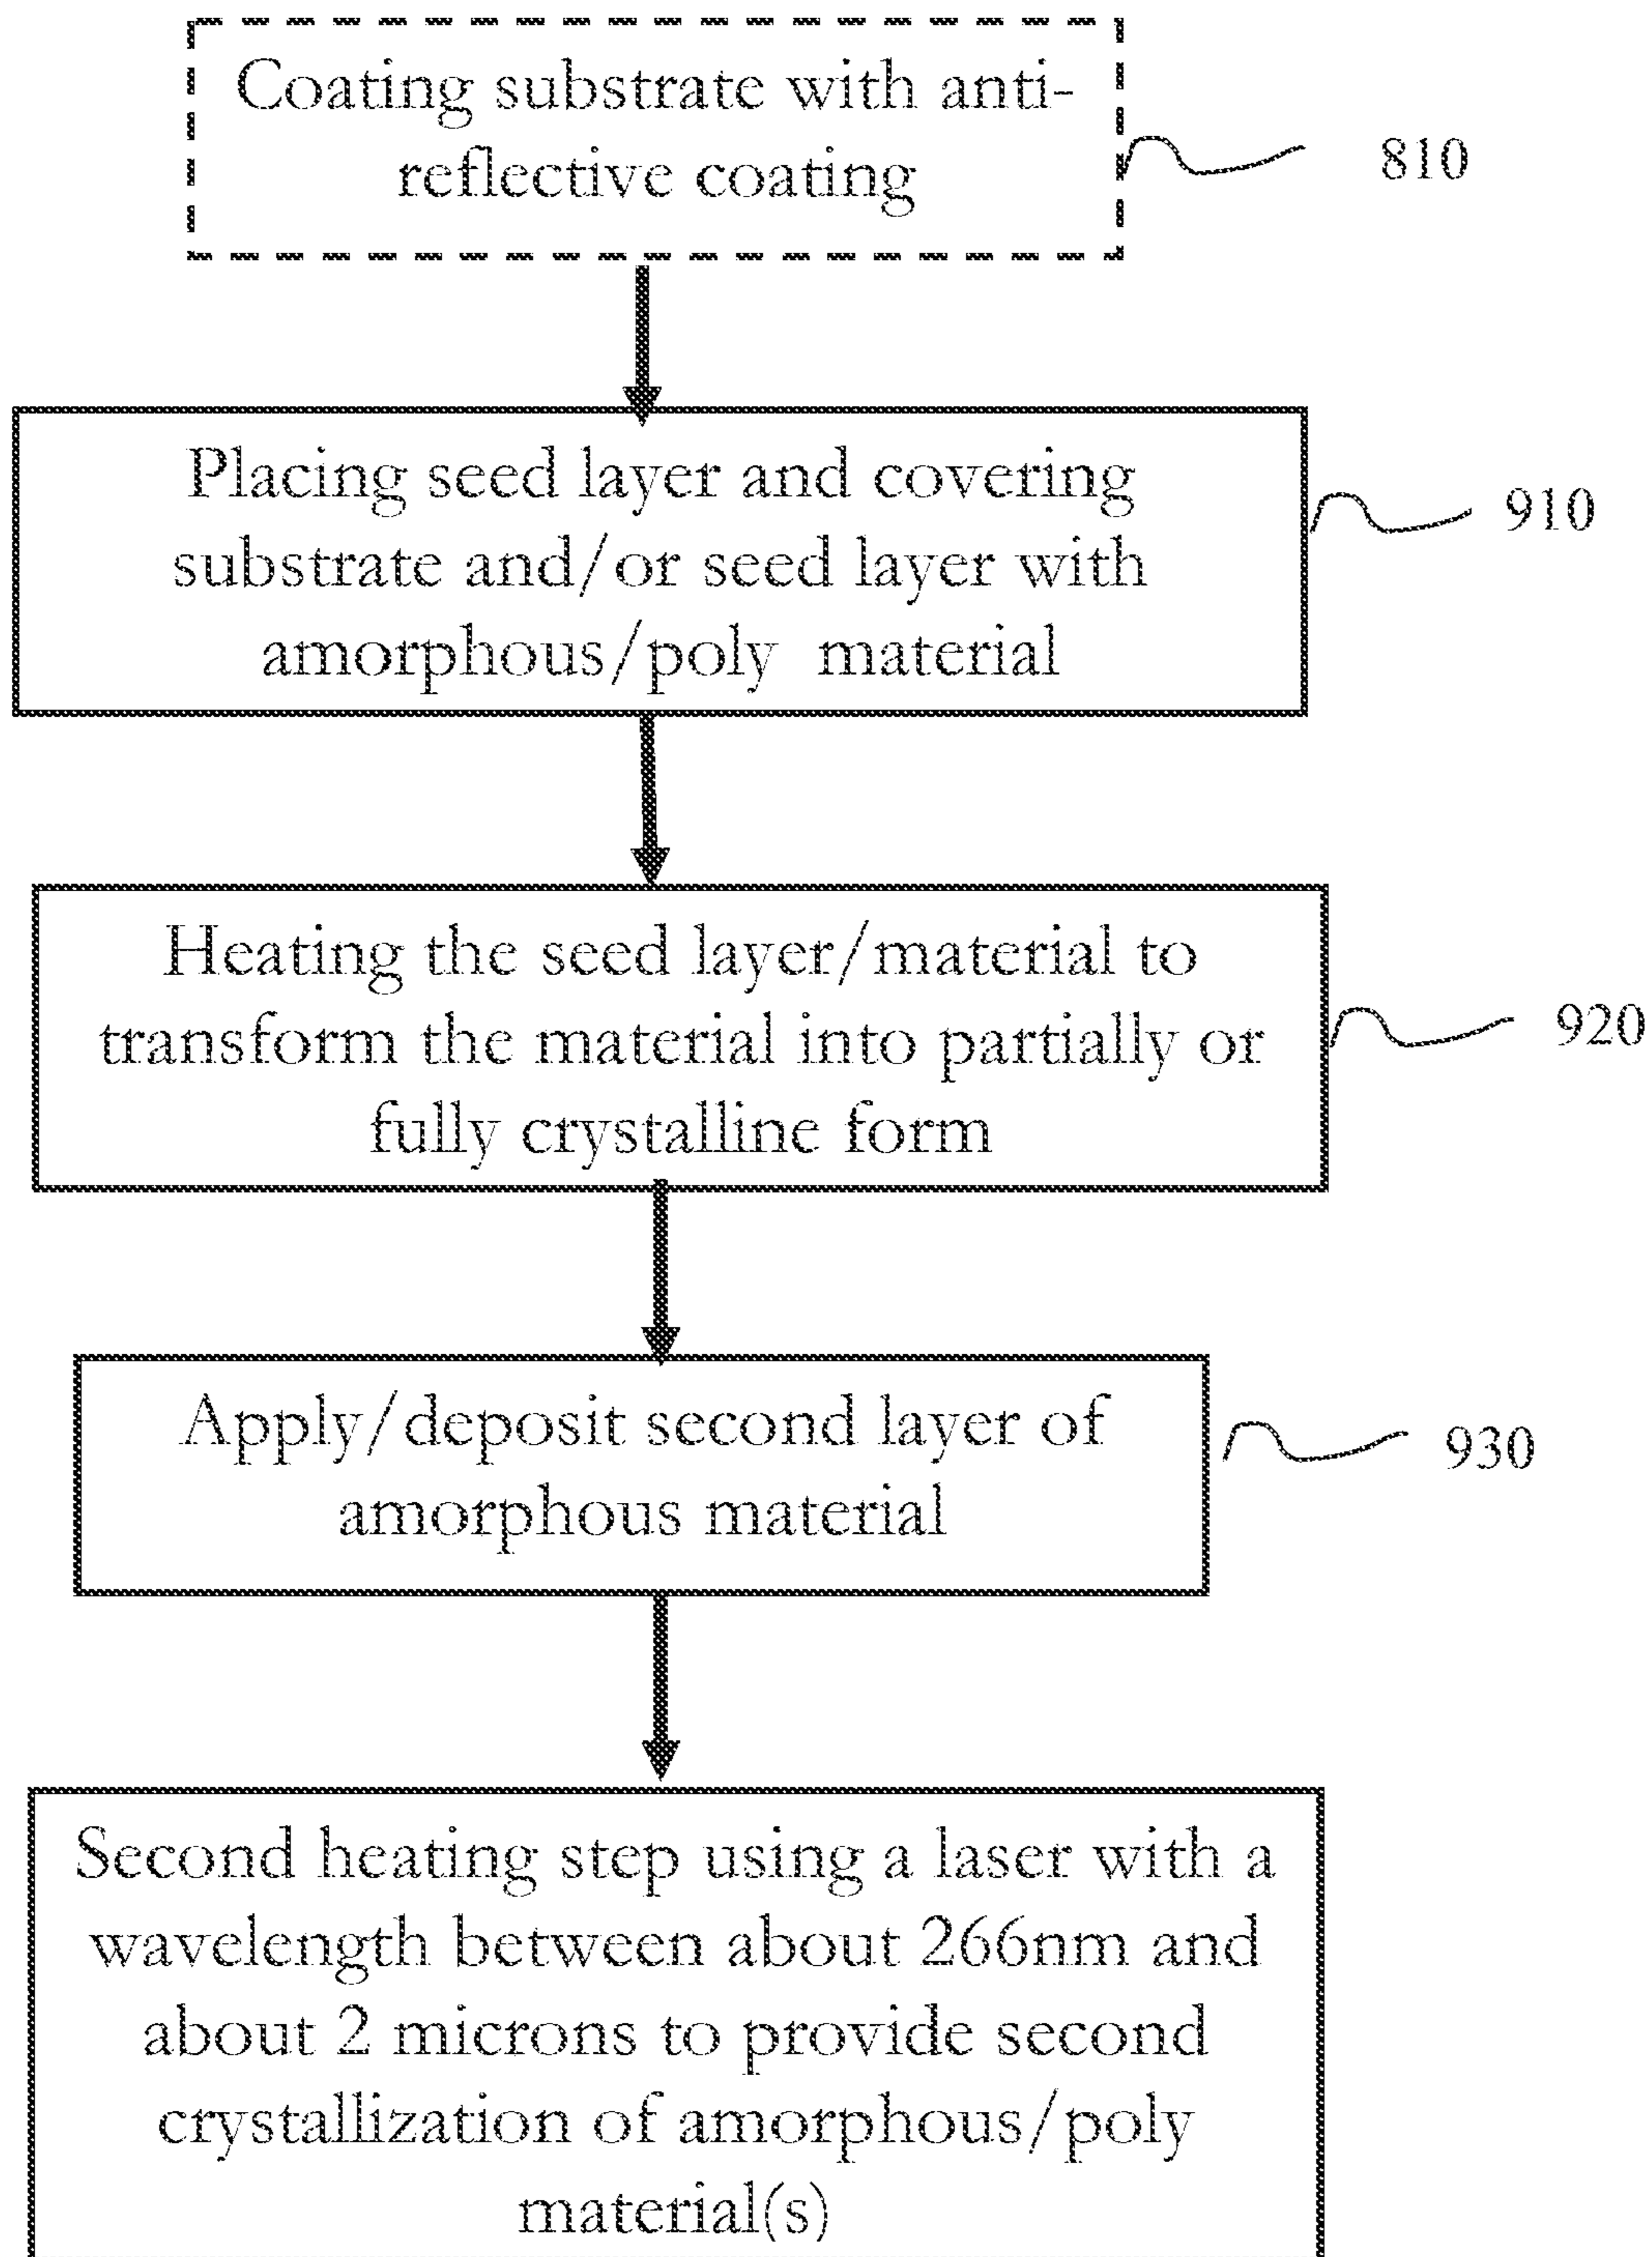 Coating substrate with anti-
reflective coating
810
Placing seed layer and covering
substrate and/or seed layer with
amorphous/poly material
910
Heating the seed layer/material to
transform the material into partially or
fully crystalline form
920
Apply/deposit second layer of
amorphous material
930
Second heating step using a laser with a
wavelength between about 266nm and
about 2 microns to provide second
crystallization of amorphous/poly
material(s)